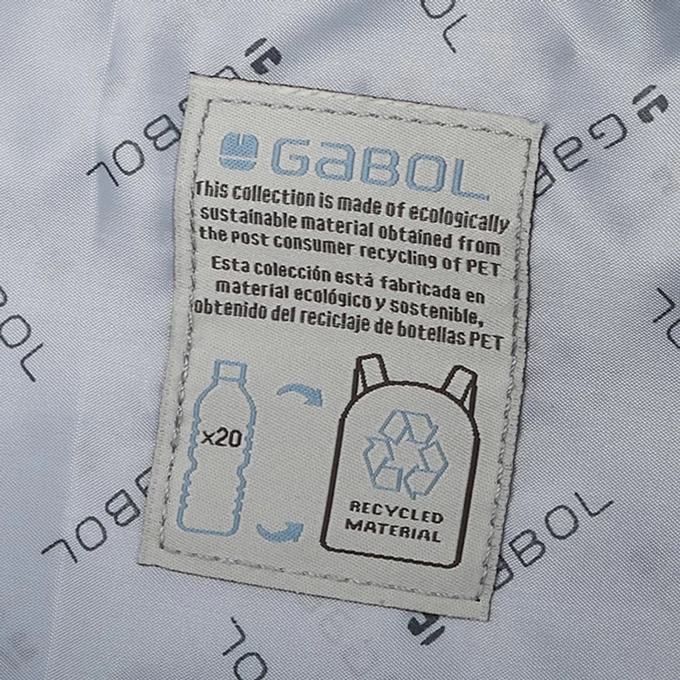 GaBOL
This collection is made of ecologically
sustainable material obtained from
the post consumer recycling of PET
Esta colección está fabricada en
material ecológico y sostenible,
obtenido del reciclaje de botellas PET
x20
RECYCLED
MATERIAL